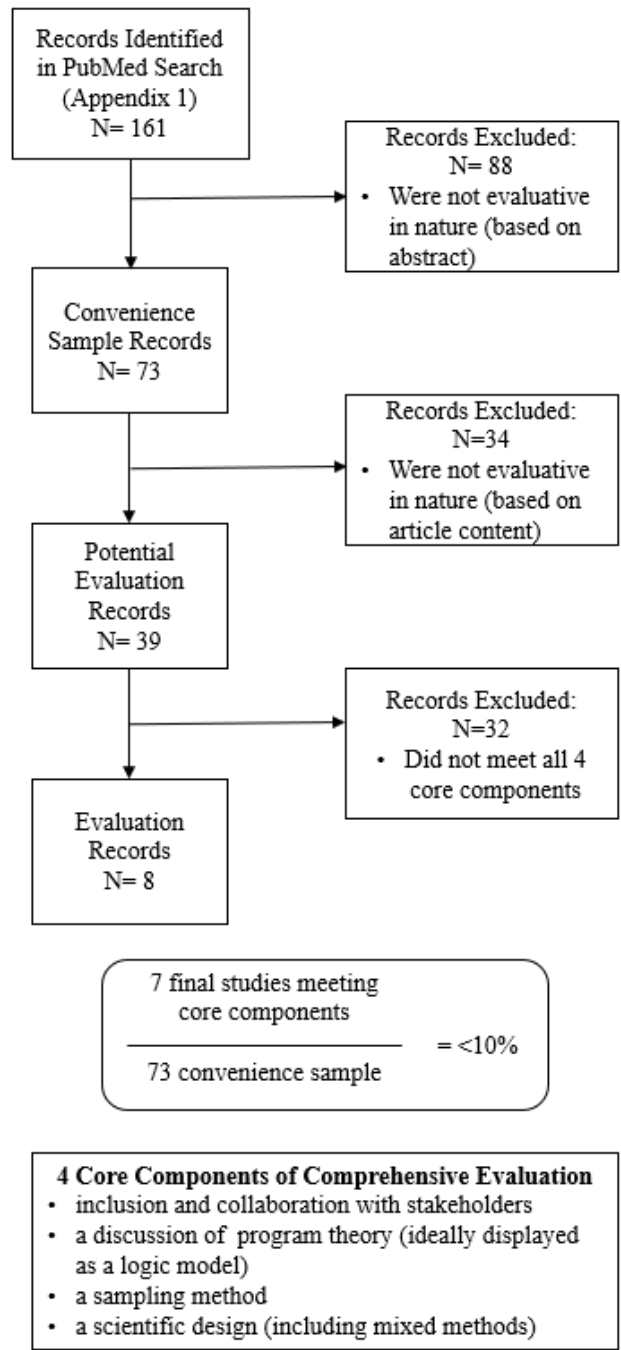 Records Identified
in PubMed Search
(Appendix 1)
N= 161
Records Excluded:
N= 88
• Were not evaluative
in nature (based on
abstract)
Convenience
Sample Records
N= 73
Records Excluded:
N=34
• Were not evaluative
in nature (based on
article content)
Potential
Evaluation
Records
N= 39
Records Excluded:
N=32
• Did not meet all 4
core components
Evaluation
Records
N= 8
7 final studies meeting
core components
73 convenience sample
= <10%
4 Core Components of Comprehensive Evaluation
• inclusion and collaboration with stakeholders
• a discussion of program theory (ideally displayed
as a logic model)
• a sampling method
• a scientific design (including mixed methods)